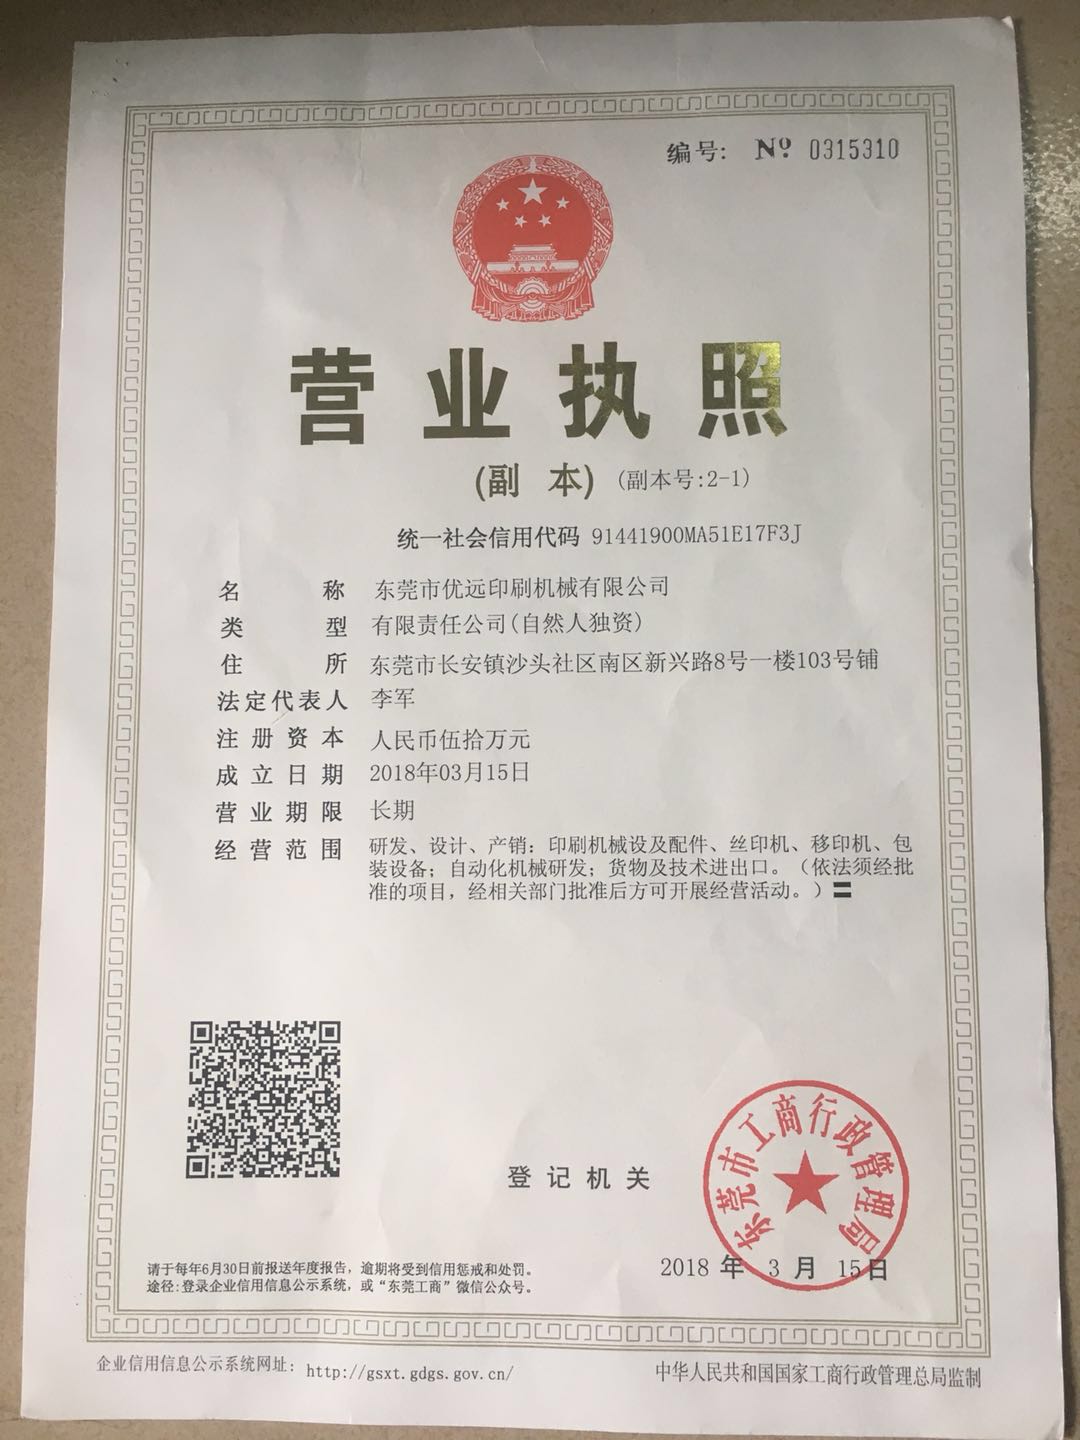 编号: Nº 0315310
营业执照
(副 本) (副本号:2-1)
统一社会信用代码 91441900MA51E17F3J
名 称 东莞市优远印刷机械有限公司
类 型 有限责任公司(自然人独资)
住 所 东莞市长安镇沙头社区南区新兴路8号一楼103号铺
法定代表人 李军
注 册 资 本 人民币伍拾万元
成 立 日 期 2018年03月15日
营 业 期 限 长期
经 营 范 围 研发、设计、产销：印刷机械设及配件、丝印机、移印机、包
装设备；自动化机械研发；货物及技术进出口。（依法须经批
准的项目，经相关部门批准后方可开展经营活动。）〓
登 记 机 关
东莞市工商行政管理局
2018 年 3 月 15日
请于每年6月30日前报送年度报告，逾期将受到信用惩戒和处罚。
途径:登录企业信用信息公示系统，或“东莞工商”微信公众号。
企业信用信息公示系统网址: http://gsxt.gdgs.gov.cn/
中华人民共和国国家工商行政管理总局监制